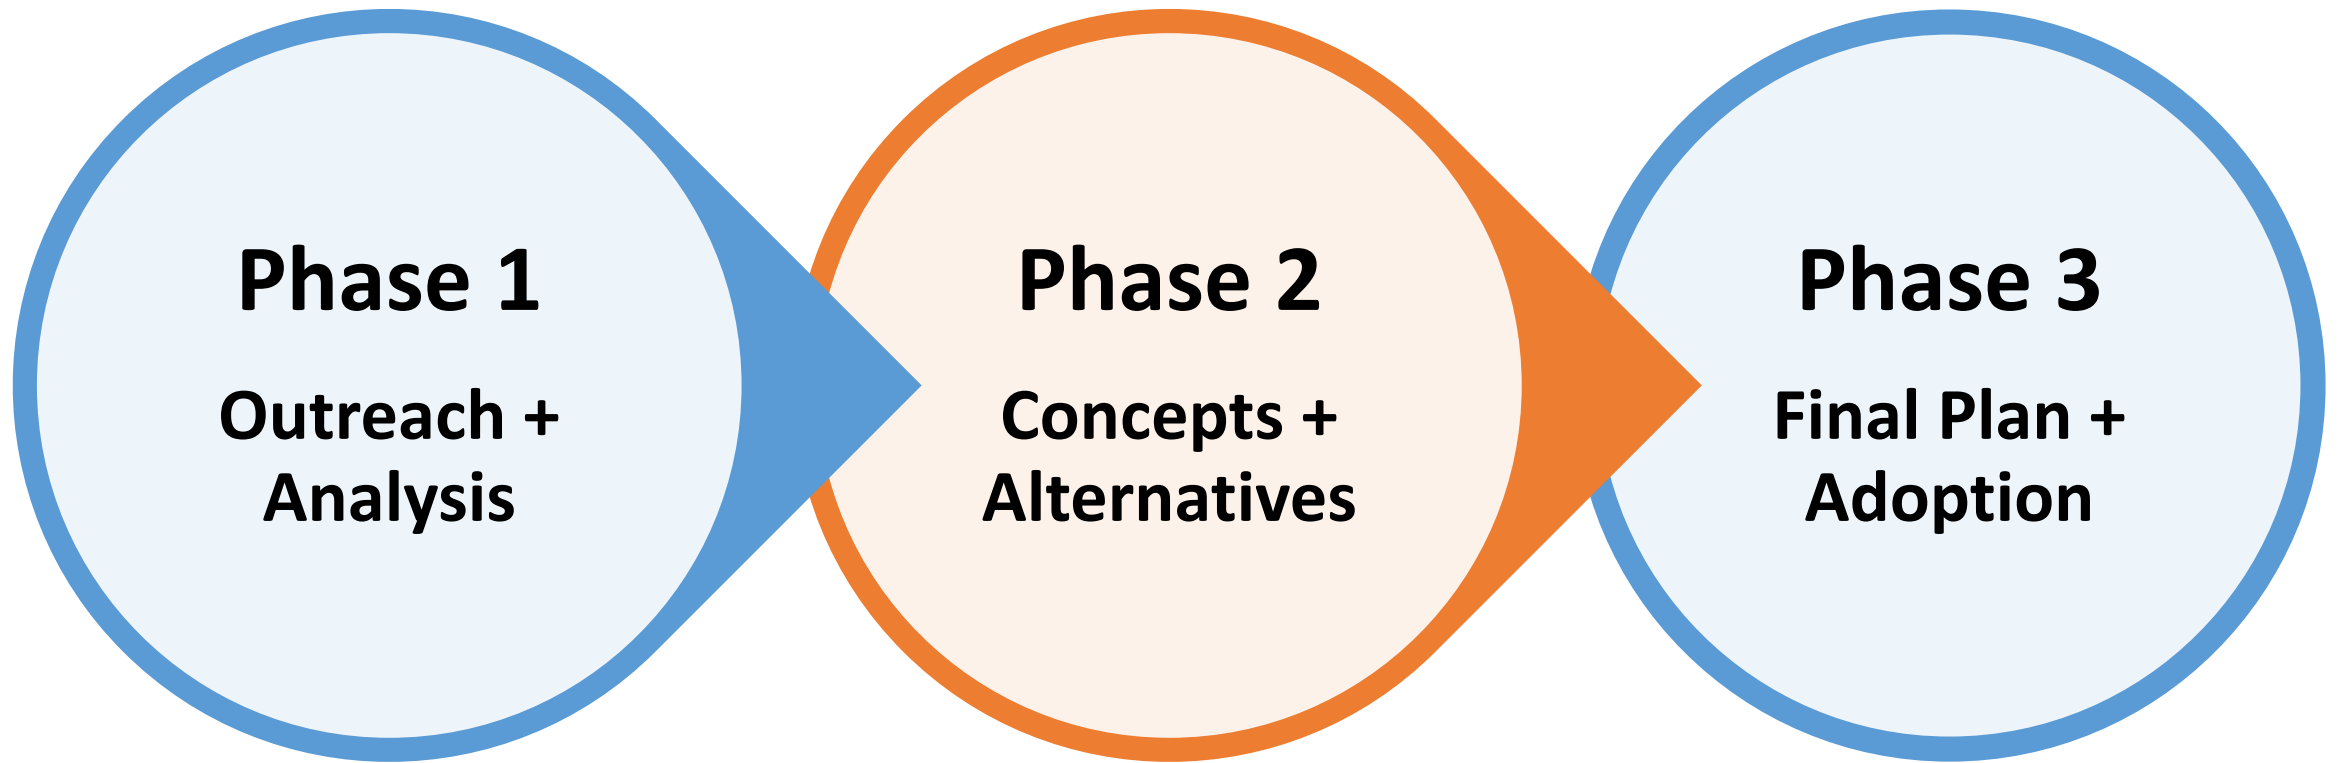 Phase 1
Outreach +
Analysis
Phase 2
Concepts +
Alternatives
Phase 3
Final Plan +
Adoption